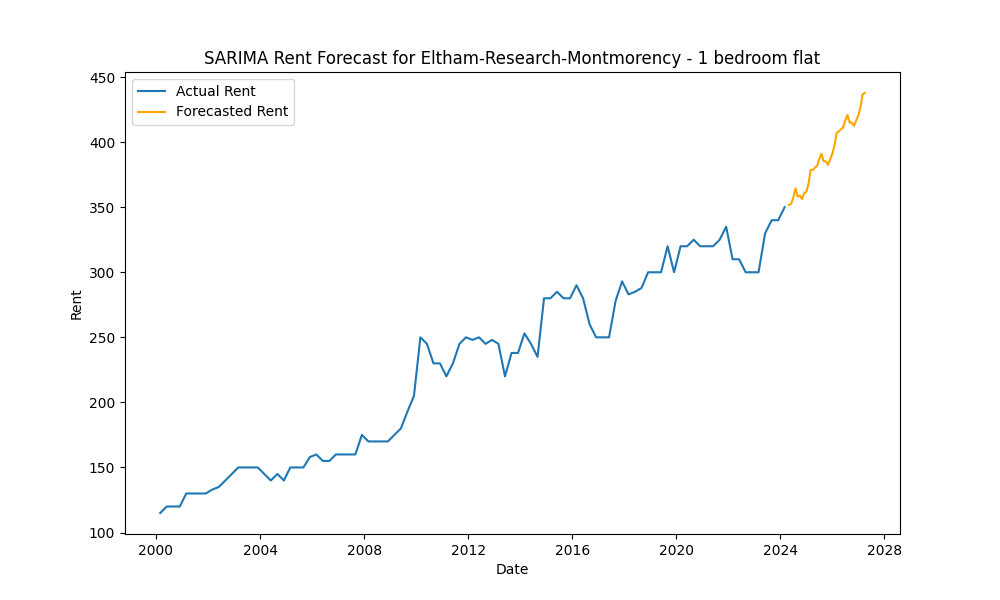 SARIMA Rent Forecast for Eltham-Research-Montmorency - 1 bedroom flat
Actual Rent
Forecasted Rent
450
400
350
300
250
200
150
100
Rent
2000 2004 2008 2012 2016 2020 2024 2028
Date